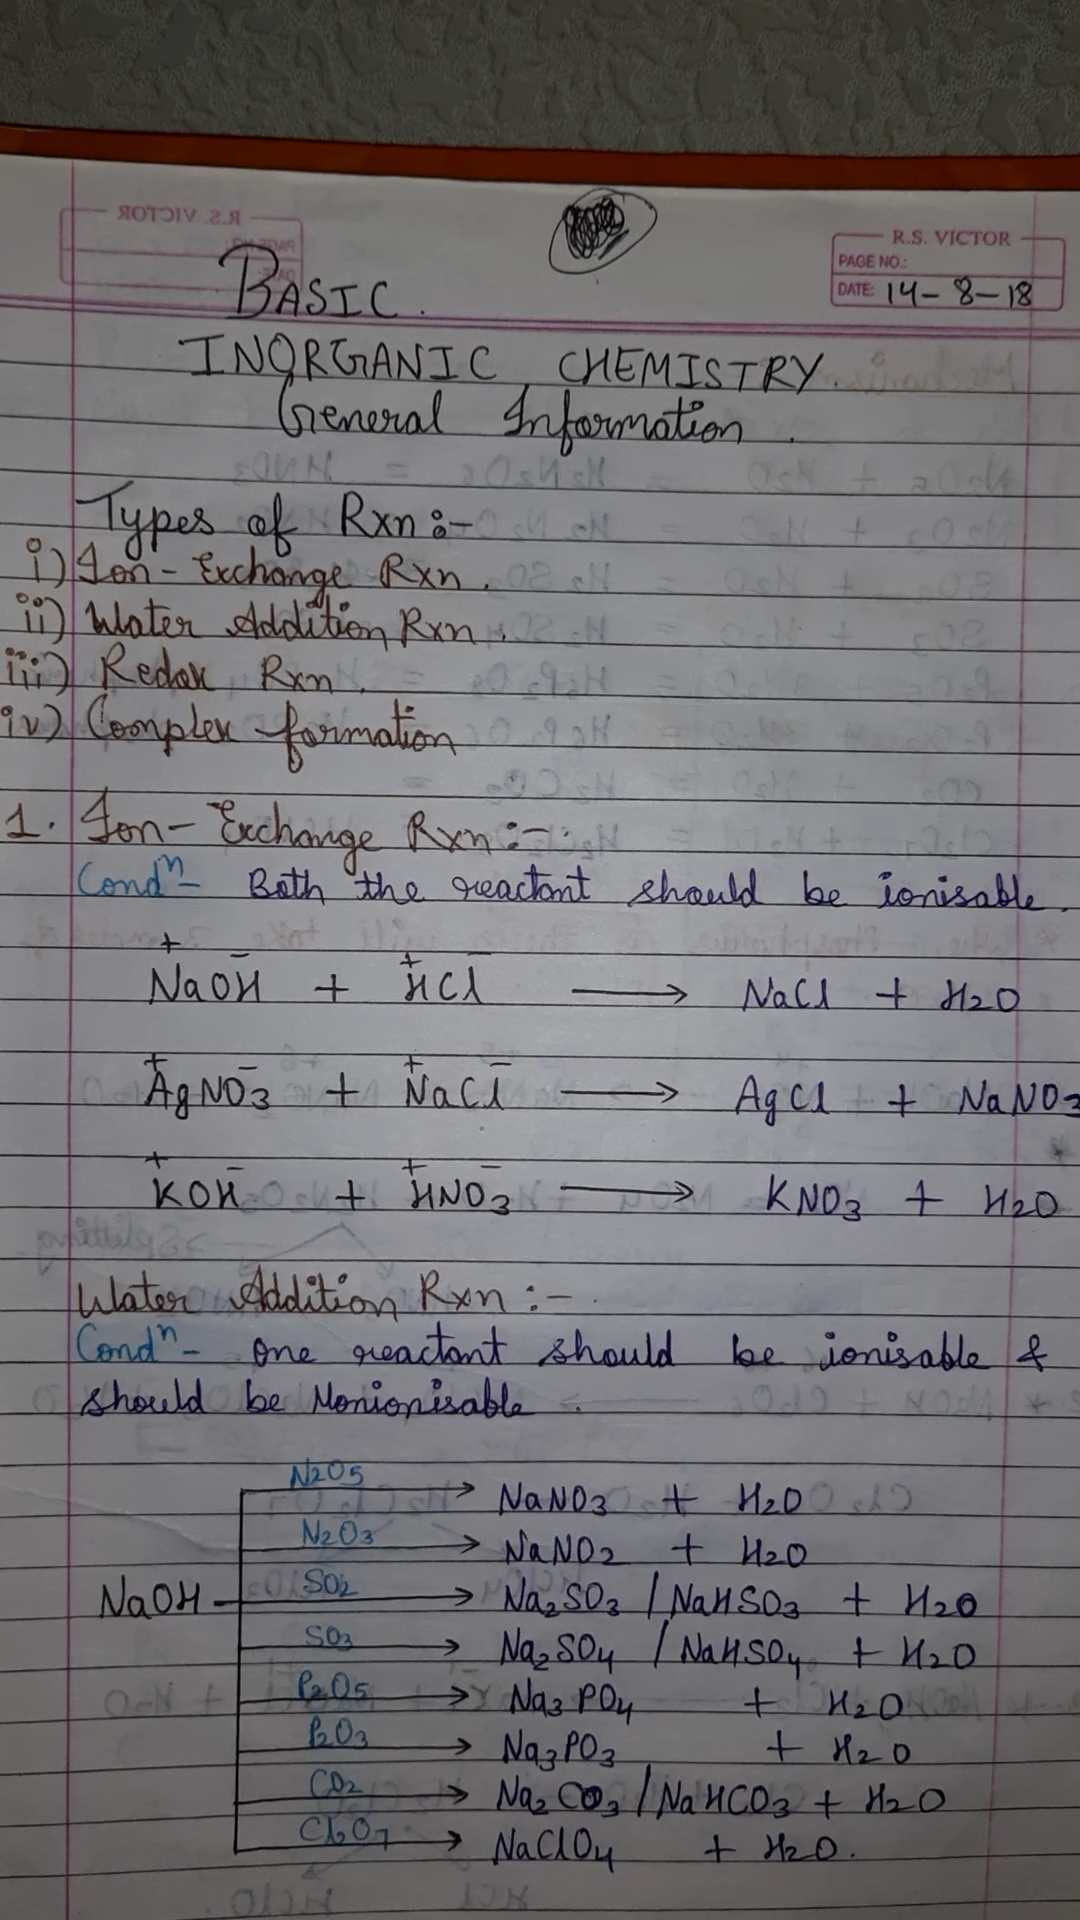 R.S. VICTOR
PAGE NO.:
DATE: 14-8-18
BASIC.
INORGANIC CHEMISTRY.
General Information.
Types of Rxn:-
i) Ion-Exchange Rxn.
ii) Water Addition Rxn.
iii) Redox Rxn.
iv) Complex formation
1. Ion-Exchange Rxn:-
Condⁿ- Both the reactant should be ionisable.
+ - + -
NaOH + HCl ⟶ NaCl + H2O
+ - + -
AgNO3 + NaCl ⟶ AgCl + NaNO3
+ - + -
KOH + HNO3 ⟶ KNO3 + H2O
Water Addition Rxn:-
Condⁿ- One reactant should be ionisable &
should be Nonionisable.
N2O5 → NaNO3 + H2O
N2O3 → NaNO2 + H2O
NaOH SO2 → Na2SO3 / NaHSO3 + H2O
SO3 → Na2SO4 / NaHSO4 + H2O
P2O5 → Na3PO4 + H2O
P2O3 → Na3PO3 + H2O
CO2 → Na2CO3 / NaHCO3 + H2O
Cl2O7 → NaClO4 + H2O.